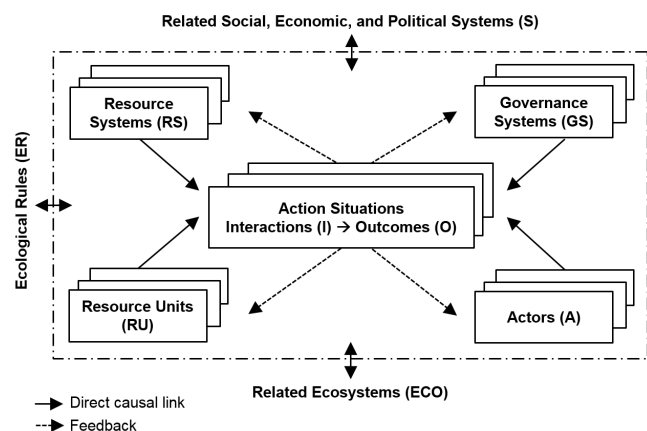 Related Social, Economic, and Political Systems (S)
Resource
Systems (RS)
Governance
Systems (GS)
Ecological Rules (ER)
Action Situations
Interactions (I) → Outcomes (O)
Resource Units
(RU)
Actors (A)
Related Ecosystems (ECO)
Direct causal link
Feedback